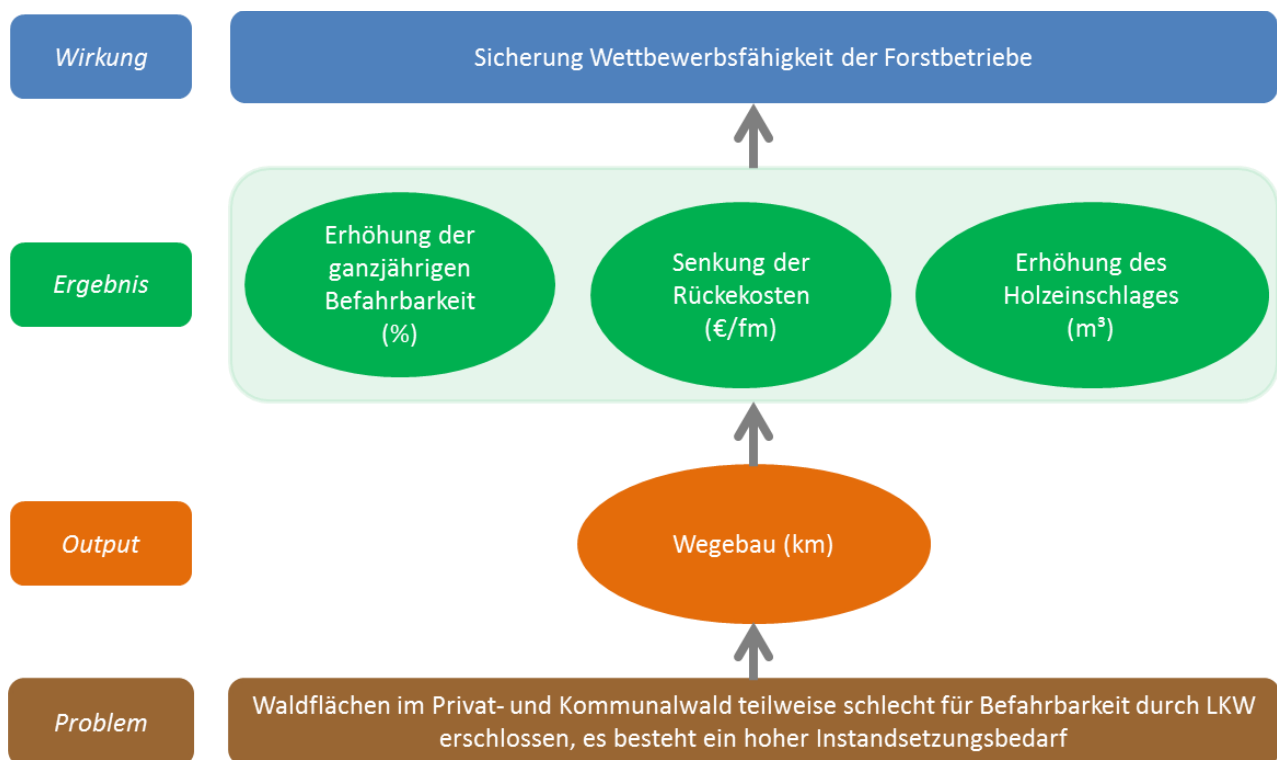 Wirkung
Sicherung Wettbewerbsfähigkeit der Forstbetriebe
Ergebnis
Erhöhung der
ganzjährigen
Befahrbarkeit
(%)
Senkung der
Rückekosten
(€/fm)
Erhöhung des
Holzeinschlages
(m³)
Output
Wegebau (km)
Problem
Waldflächen im Privat- und Kommunalwald teilweise schlecht für Befahrbarkeit durch LKW
erschlossen, es besteht ein hoher Instandsetzungsbedarf